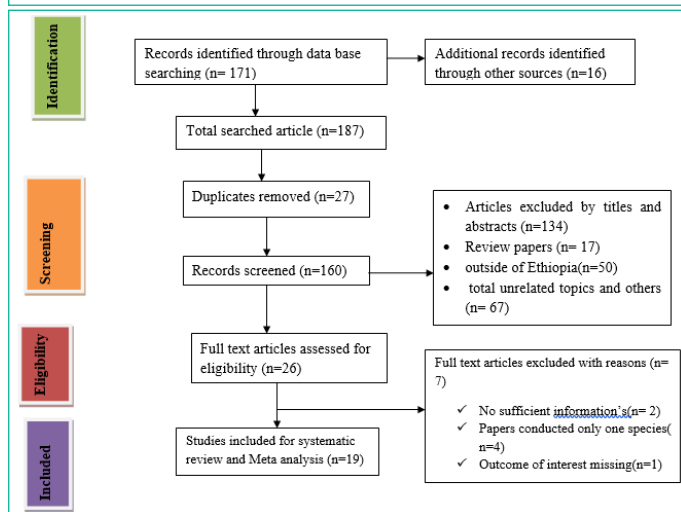 Identification
Records identified through data base
searching (n= 171)
Additional records identified
through other sources (n=16)
Total searched article (n=187)
Screening
Duplicates removed (n=27)
Records screened (n=160)
• Articles excluded by titles and
abstracts (n=134)
• Review papers (n= 17)
• outside of Ethiopia(n=50)
• total unrelated topics and others
(n= 67)
Eligibility
Full text articles assessed for
eligibility (n=26)
Full text articles excluded with reasons (n=
7)
✓ No sufficient information's(n= 2)
✓ Papers conducted only one species(
n=4)
✓ Outcome of interest missing(n=1)
Included
Studies included for systematic
review and Meta analysis (n=19)